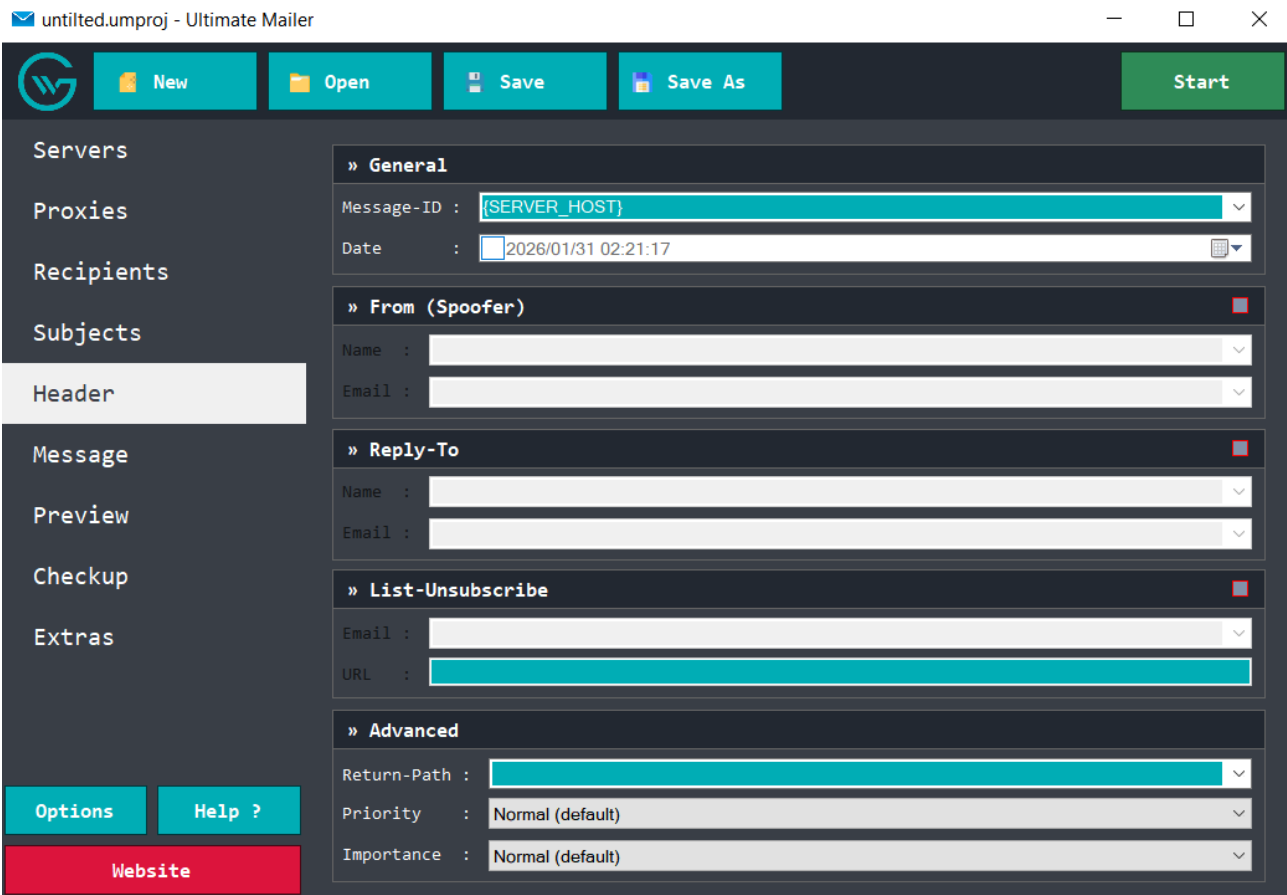 untilted.umproj - Ultimate Mailer
New
Open
Save
Save As
Start
Servers
Proxies
Recipients
Subjects
Header
Message
Preview
Checkup
Extras
Options
Help ?
Website
» General
Message-ID : {SERVER_HOST}
Date : 2026/01/31 02:21:17
» From (Spoofer)
Name :
Email :
» Reply-To
Name :
Email :
» List-Unsubscribe
Email :
URL :
» Advanced
Return-Path :
Priority : Normal (default)
Importance : Normal (default)